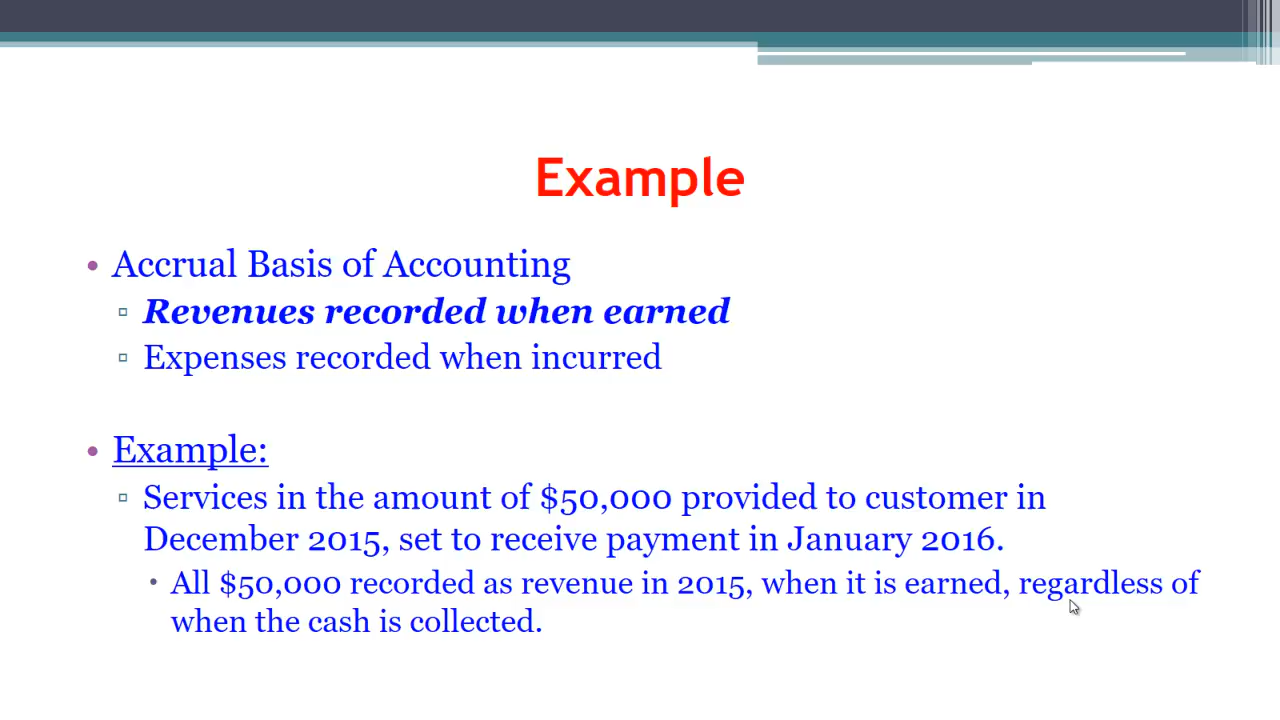 Example
• Accrual Basis of Accounting
▫ Revenues recorded when earned
▫ Expenses recorded when incurred
• Example:
▫ Services in the amount of $50,000 provided to customer in
December 2015, set to receive payment in January 2016.
• All $50,000 recorded as revenue in 2015, when it is earned, regardless of
when the cash is collected.